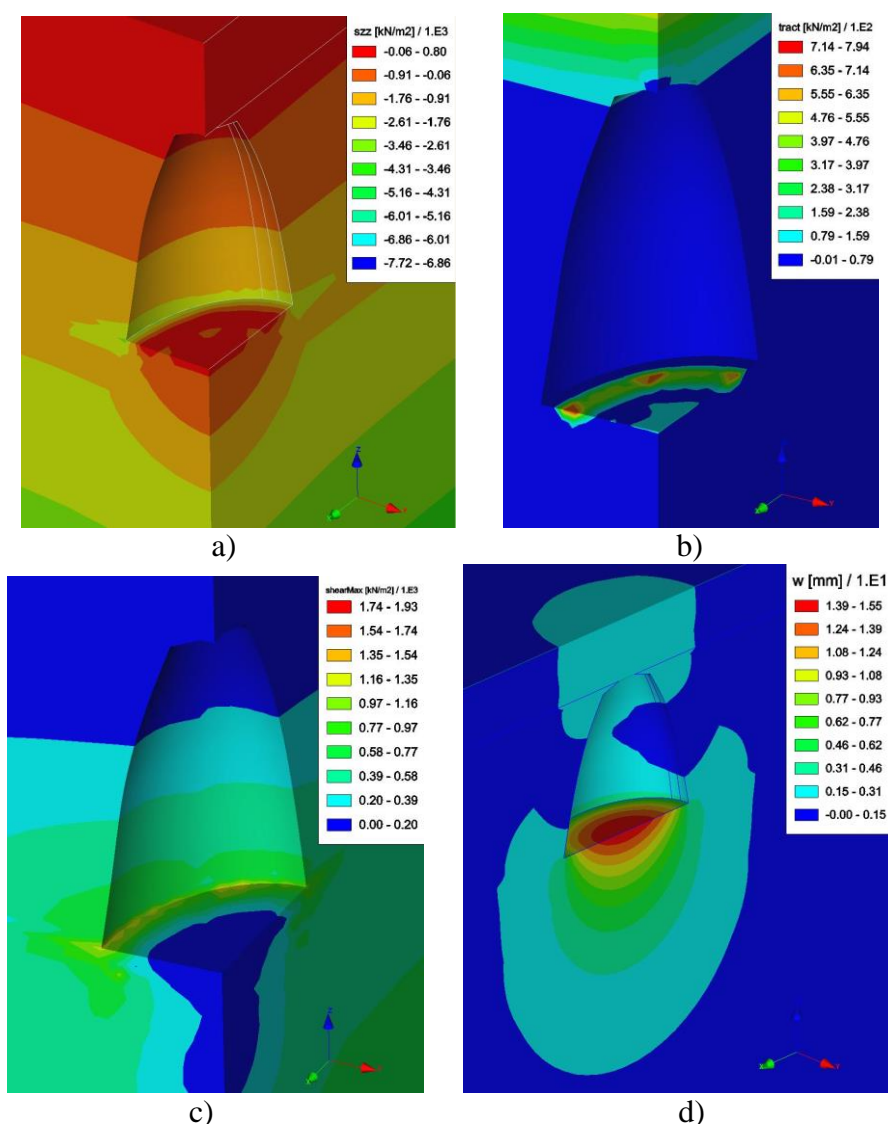 szz [kN/m2] / 1.E3
-0.06 - 0.80
-0.91 - -0.06
-1.76 - -0.91
-2.61 - -1.76
-3.46 - -2.61
-4.31 - -3.46
-5.16 - -4.31
-6.01 - -5.16
-6.86 - -6.01
-7.72 - -6.86
a)
tract [kN/m2] / 1.E2
7.14 - 7.94
6.35 - 7.14
5.55 - 6.35
4.76 - 5.55
3.97 - 4.76
3.17 - 3.97
2.38 - 3.17
1.59 - 2.38
0.79 - 1.59
-0.01 - 0.79
b)
shearMax [kN/m2] / 1.E3
1.74 - 1.93
1.54 - 1.74
1.35 - 1.54
1.16 - 1.35
0.97 - 1.16
0.77 - 0.97
0.58 - 0.77
0.39 - 0.58
0.20 - 0.39
0.00 - 0.20
c)
w [mm] / 1.E1
1.39 - 1.55
1.24 - 1.39
1.08 - 1.24
0.93 - 1.08
0.77 - 0.93
0.62 - 0.77
0.46 - 0.62
0.31 - 0.46
0.15 - 0.31
-0.00 - 0.15
d)